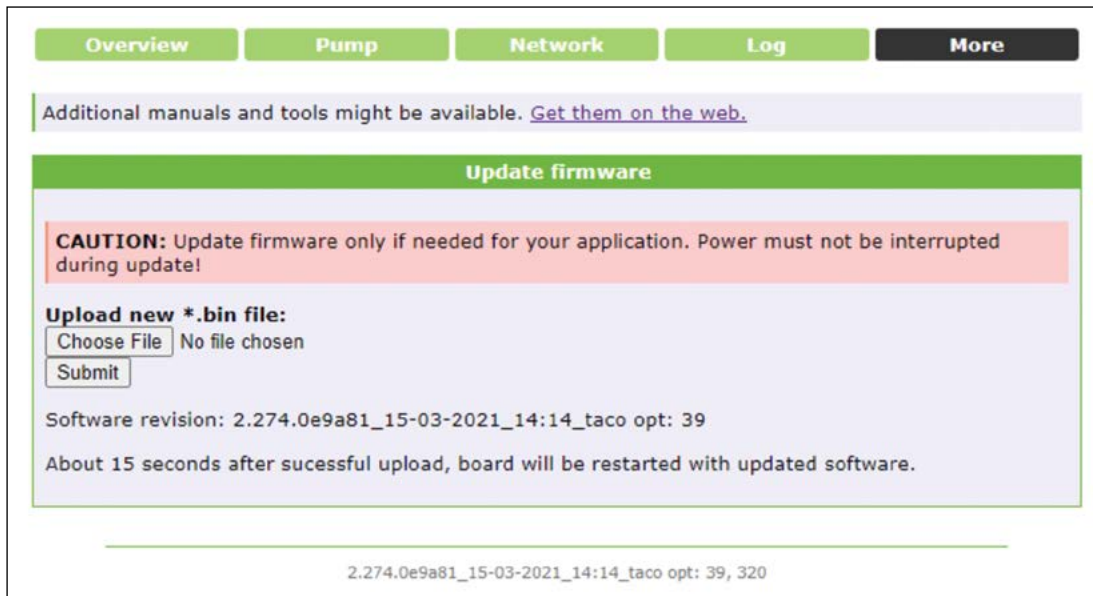 Overview Pump Network Log More
Additional manuals and tools might be available. Get them on the web.
Update firmware
CAUTION: Update firmware only if needed for your application. Power must not be interrupted
during update!
Upload new *.bin file:
Choose File No file chosen
Submit
Software revision: 2.274.0e9a81_15-03-2021_14:14_taco opt: 39
About 15 seconds after sucessful upload, board will be restarted with updated software.
2.274.0e9a81_15-03-2021_14:14_taco opt: 39, 320